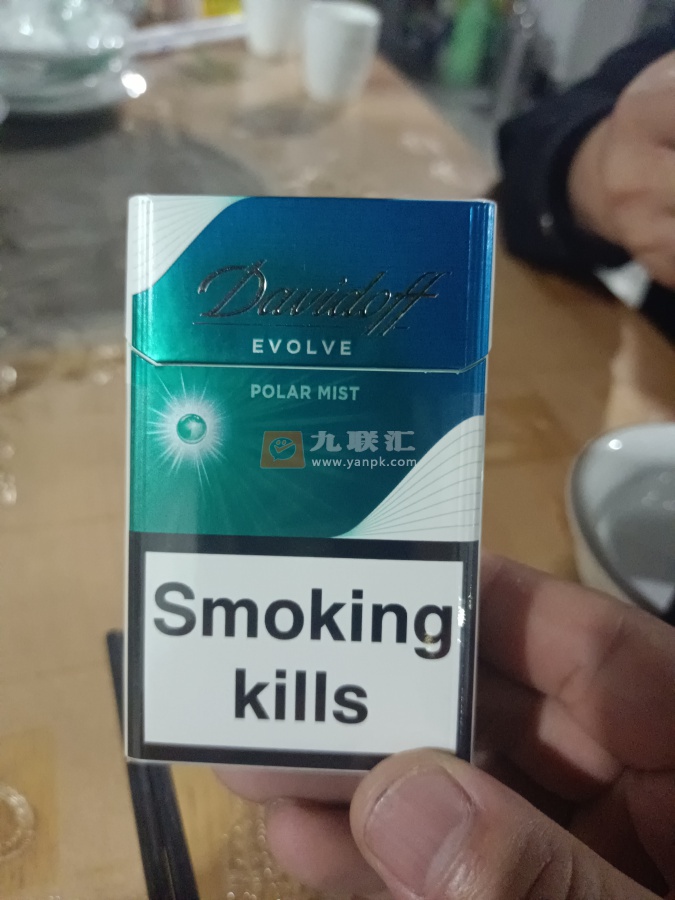 Davidoff
EVOLVE
POLAR MIST
九联汇
www.yanpk.com
Smoking
kills